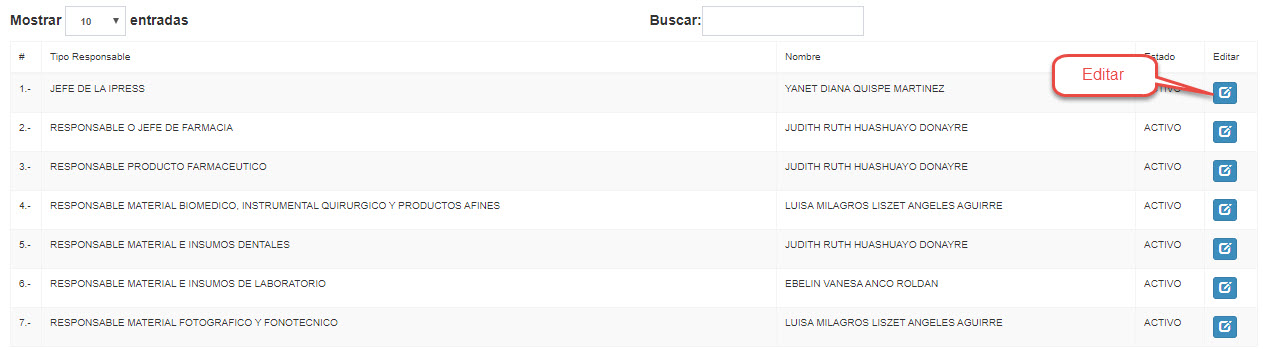 Mostrar 10 entradas Buscar:
# Tipo Responsable Nombre Estado Editar
Editar
1.- JEFE DE LA IPRESS YANET DIANA QUISPE MARTINEZ
2.- RESPONSABLE O JEFE DE FARMACIA JUDITH RUTH HUASHUAYO DONAYRE ACTIVO
3.- RESPONSABLE PRODUCTO FARMACEUTICO JUDITH RUTH HUASHUAYO DONAYRE ACTIVO
4.- RESPONSABLE MATERIAL BIOMEDICO, INSTRUMENTAL QUIRURGICO Y PRODUCTOS AFINES LUISA MILAGROS LISZET ANGELES AGUIRRE ACTIVO
5.- RESPONSABLE MATERIAL E INSUMOS DENTALES JUDITH RUTH HUASHUAYO DONAYRE ACTIVO
6.- RESPONSABLE MATERIAL E INSUMOS DE LABORATORIO EBELIN VANESA ANCO ROLDAN ACTIVO
7.- RESPONSABLE MATERIAL FOTOGRAFICO Y FONOTECNICO LUISA MILAGROS LISZET ANGELES AGUIRRE ACTIVO